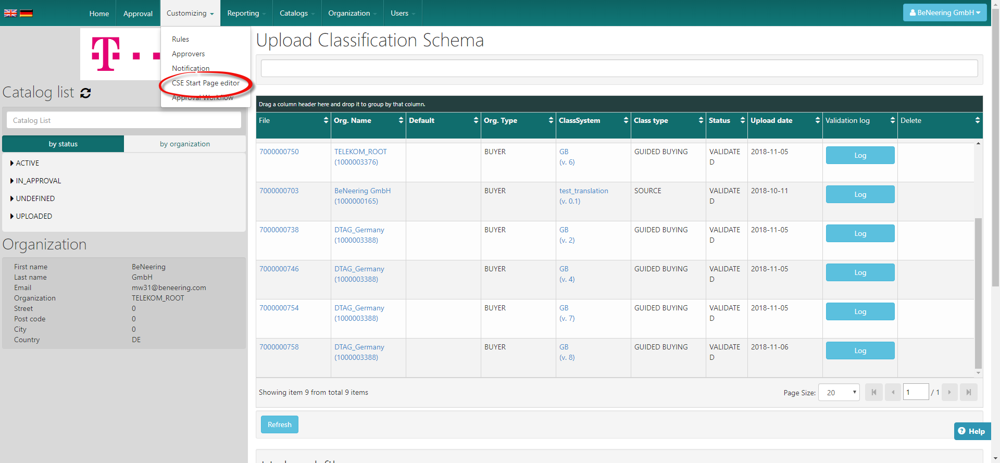 Home Approval Customizing Reporting Catalogs Organization Users BeNeering GmbH
Rules
Approvers
Notification
CSE Start Page editor
Approval Workflow
T
Catalog list
Catalog List
by status by organization
ACTIVE
IN_APPROVAL
UNDEFINED
UPLOADED
Organization
First name BeNeering
Last name GmbH
Email mw31@beneering.com
Organization TELEKOM_ROOT
Street 0
Post code 0
City 0
Country DE
Upload Classification Schema
Drag a column header here and drop it to group by that column.
File Org. Name Default Org. Type ClassSystem Class type Status Upload date Validation log Delete
7000000750 TELEKOM_ROOT BUYER GB GUIDED BUYING VALIDATE 2018-11-05 Log
(1000003376) (v. 6) D
7000000703 BeNeering GmbH BUYER test_translation SOURCE VALIDATE 2018-10-11 Log
(1000000165) (v. 0.1) D
7000000738 DTAG_Germany BUYER GB GUIDED BUYING VALIDATE 2018-11-05 Log
(1000003388) (v. 2) D
7000000746 DTAG_Germany BUYER GB GUIDED BUYING VALIDATE 2018-11-05 Log
(1000003388) (v. 4) D
7000000754 DTAG_Germany BUYER GB GUIDED BUYING VALIDATE 2018-11-05 Log
(1000003388) (v. 7) D
7000000758 DTAG_Germany BUYER GB GUIDED BUYING VALIDATE 2018-11-06 Log
(1000003388) (v. 8) D
Showing item 9 from total 9 items Page Size: 20 1 / 1
Refresh
Help